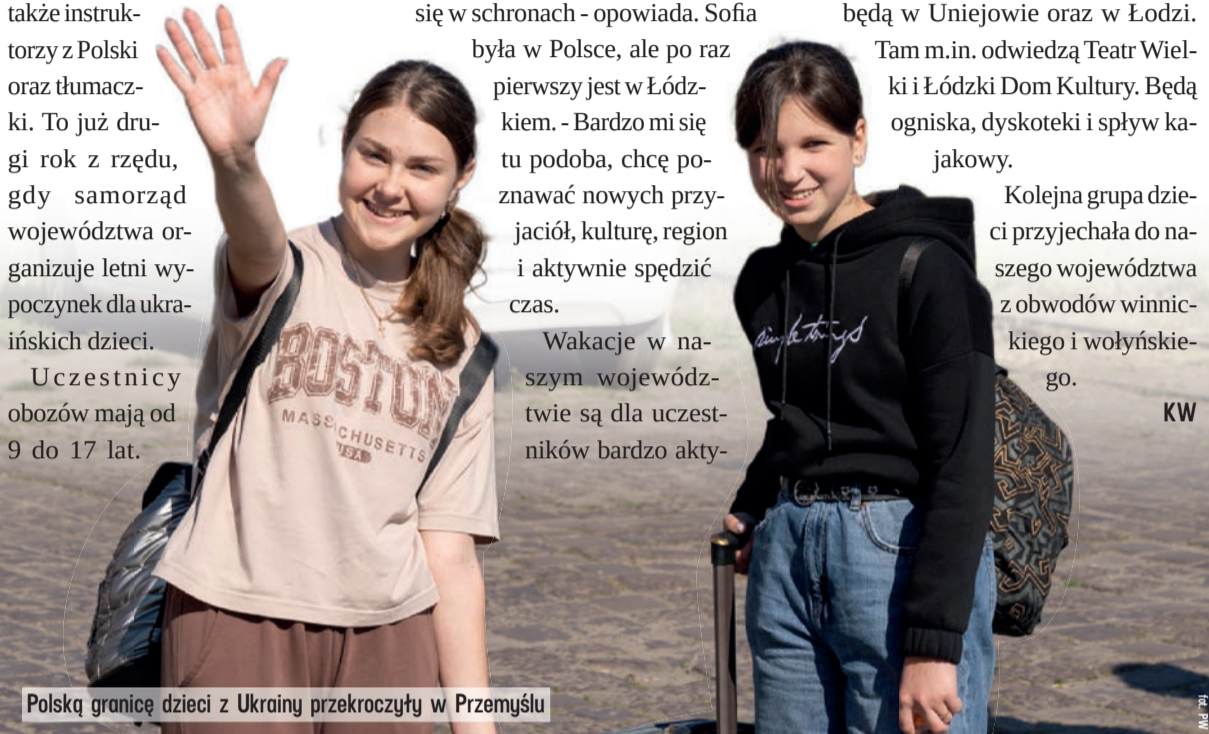 także instruk-
torzy z Polski
oraz tłumacz-
ki. To już dru-
gi rok z rzędu,
gdy samorząd
województwa or-
ganizuje letni wy-
poczynek dla ukra-
ińskich dzieci.
Uczestnicy
obozów mają od
9 do 17 lat.
się w schronach - opowiada. Sofia
była w Polsce, ale po raz
pierwszy jest w Łódz-
kiem. - Bardzo mi się
tu podoba, chcę po-
znawać nowych przy-
jaciół, kulturę, region
i aktywnie spędzić
czas.
Wakacje w na-
szym wojewódz-
twie są dla uczest-
ników bardzo akty-
będą w Uniejowie oraz w Łodzi.
Tam m.in. odwiedzą Teatr Wiel-
ki i Łódzki Dom Kultury. Będą
ogniska, dyskoteki i spływ ka-
jakowy.
Kolejna grupa dzie-
ci przyjechała do na-
szego województwa
z obwodów winnic-
kiego i wołyńskie-
go.
KW
BOSTON
MASSACHUSETTS
USA
simple things
Polską granicę dzieci z Ukrainy przekroczyły w Przemyślu
fot. PW